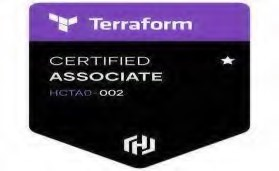 Terraform
CERTIFIED
ASSOCIATE
HCTA0-002